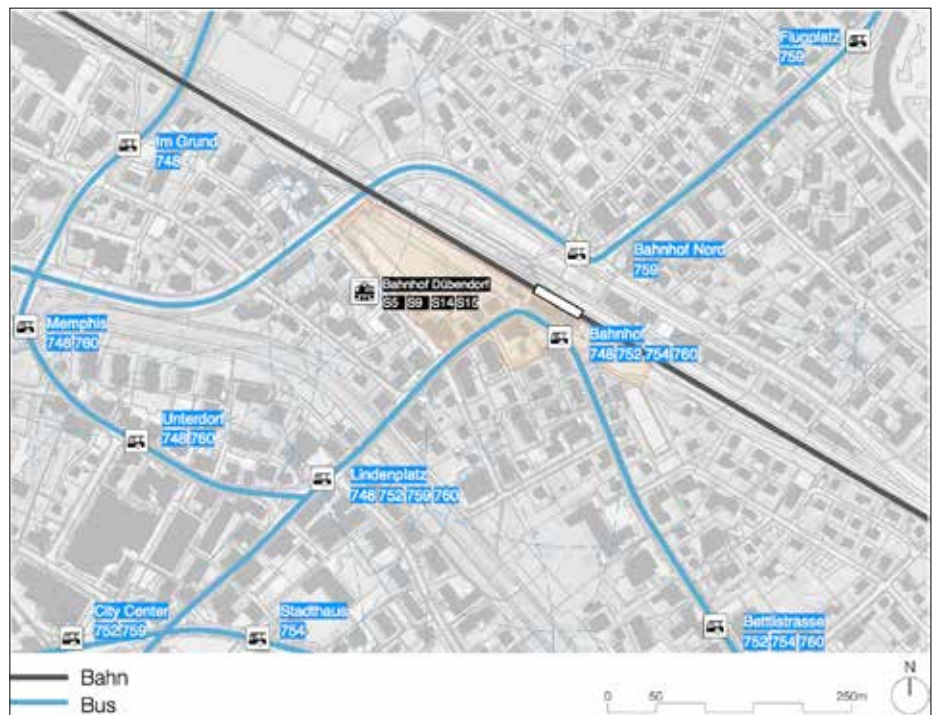 Flugplatz
759
Im Grund
748
Bahnhof Nord
759
Bahnhof Dübendorf
S5 S9 S14 S15
Memphis
748 760
Bahnhof
748 752 754 760
Unterdorf
748 760
Lindenplatz
748 752 759 760
City Center
752 759
Stadthaus
754
Bettlistrasse
752 754 760
Bahn
Bus
0 50 250m
N